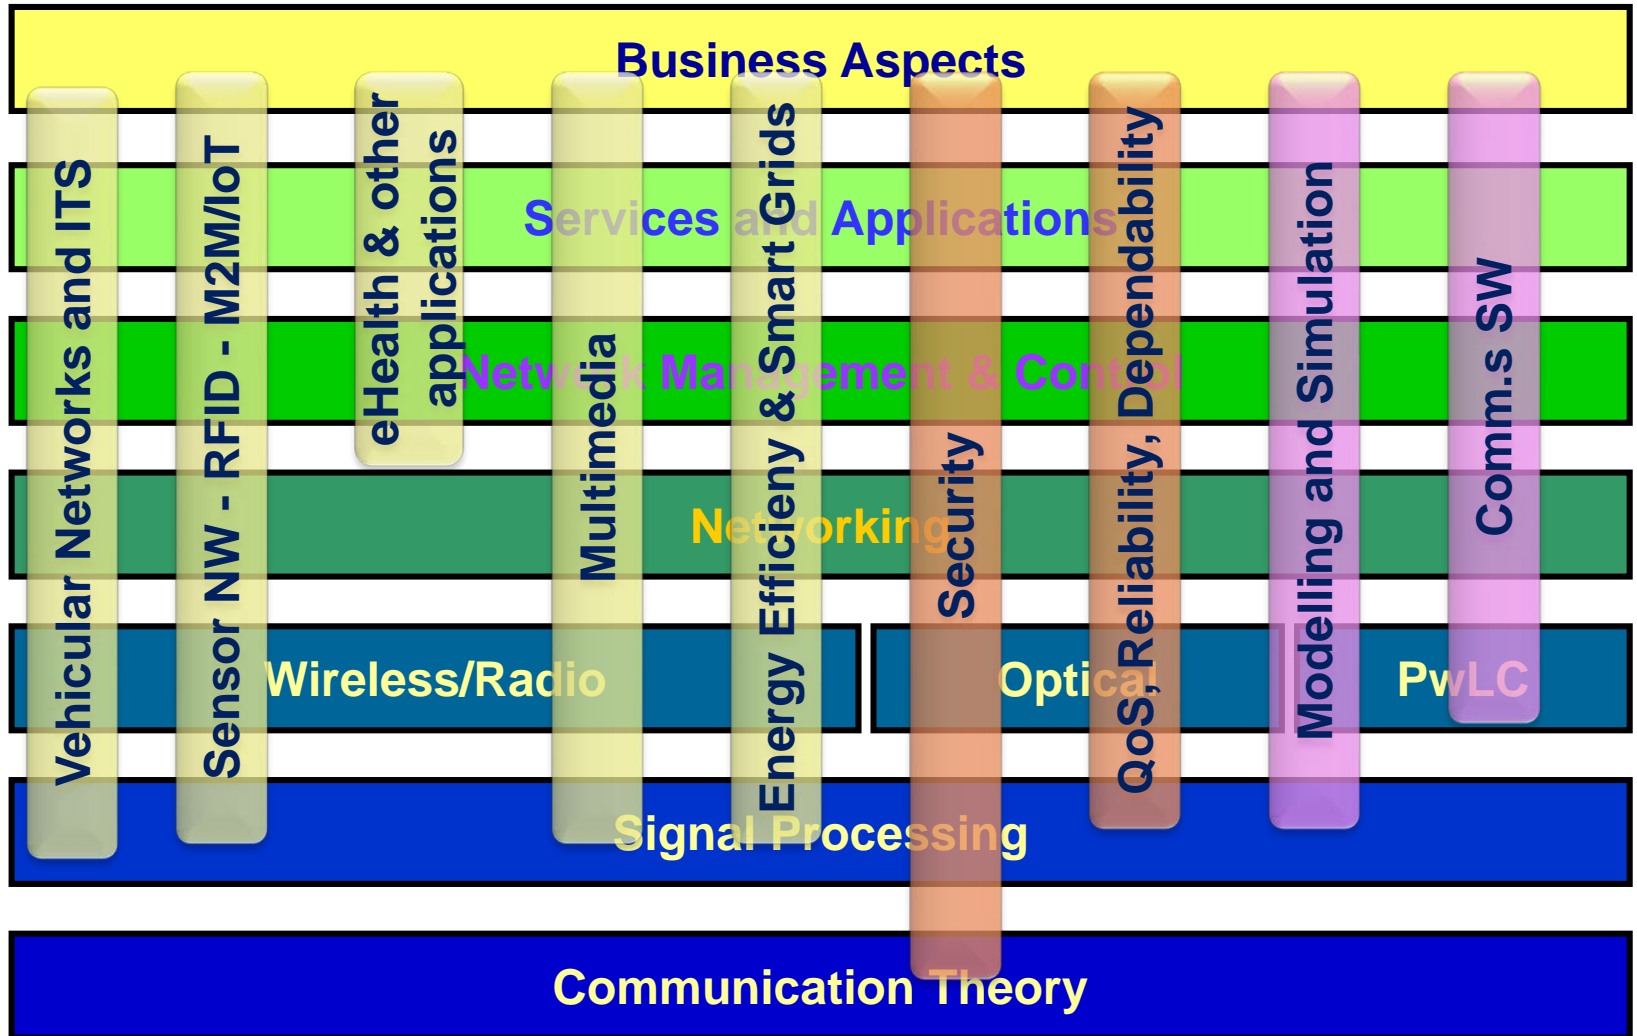 Business Aspects
Services and Applications
Network Management & Control
Networking
Wireless/Radio
Optical
PwLC
Signal Processing
Communication Theory
Vehicular Networks and ITS
Sensor NW - RFID - M2M/IoT
eHealth & other
applications
Multimedia
Energy Efficieny & Smart Grids
Security
QoS, Reliability, Dependability
Modelling and Simulation
Comm.s SW